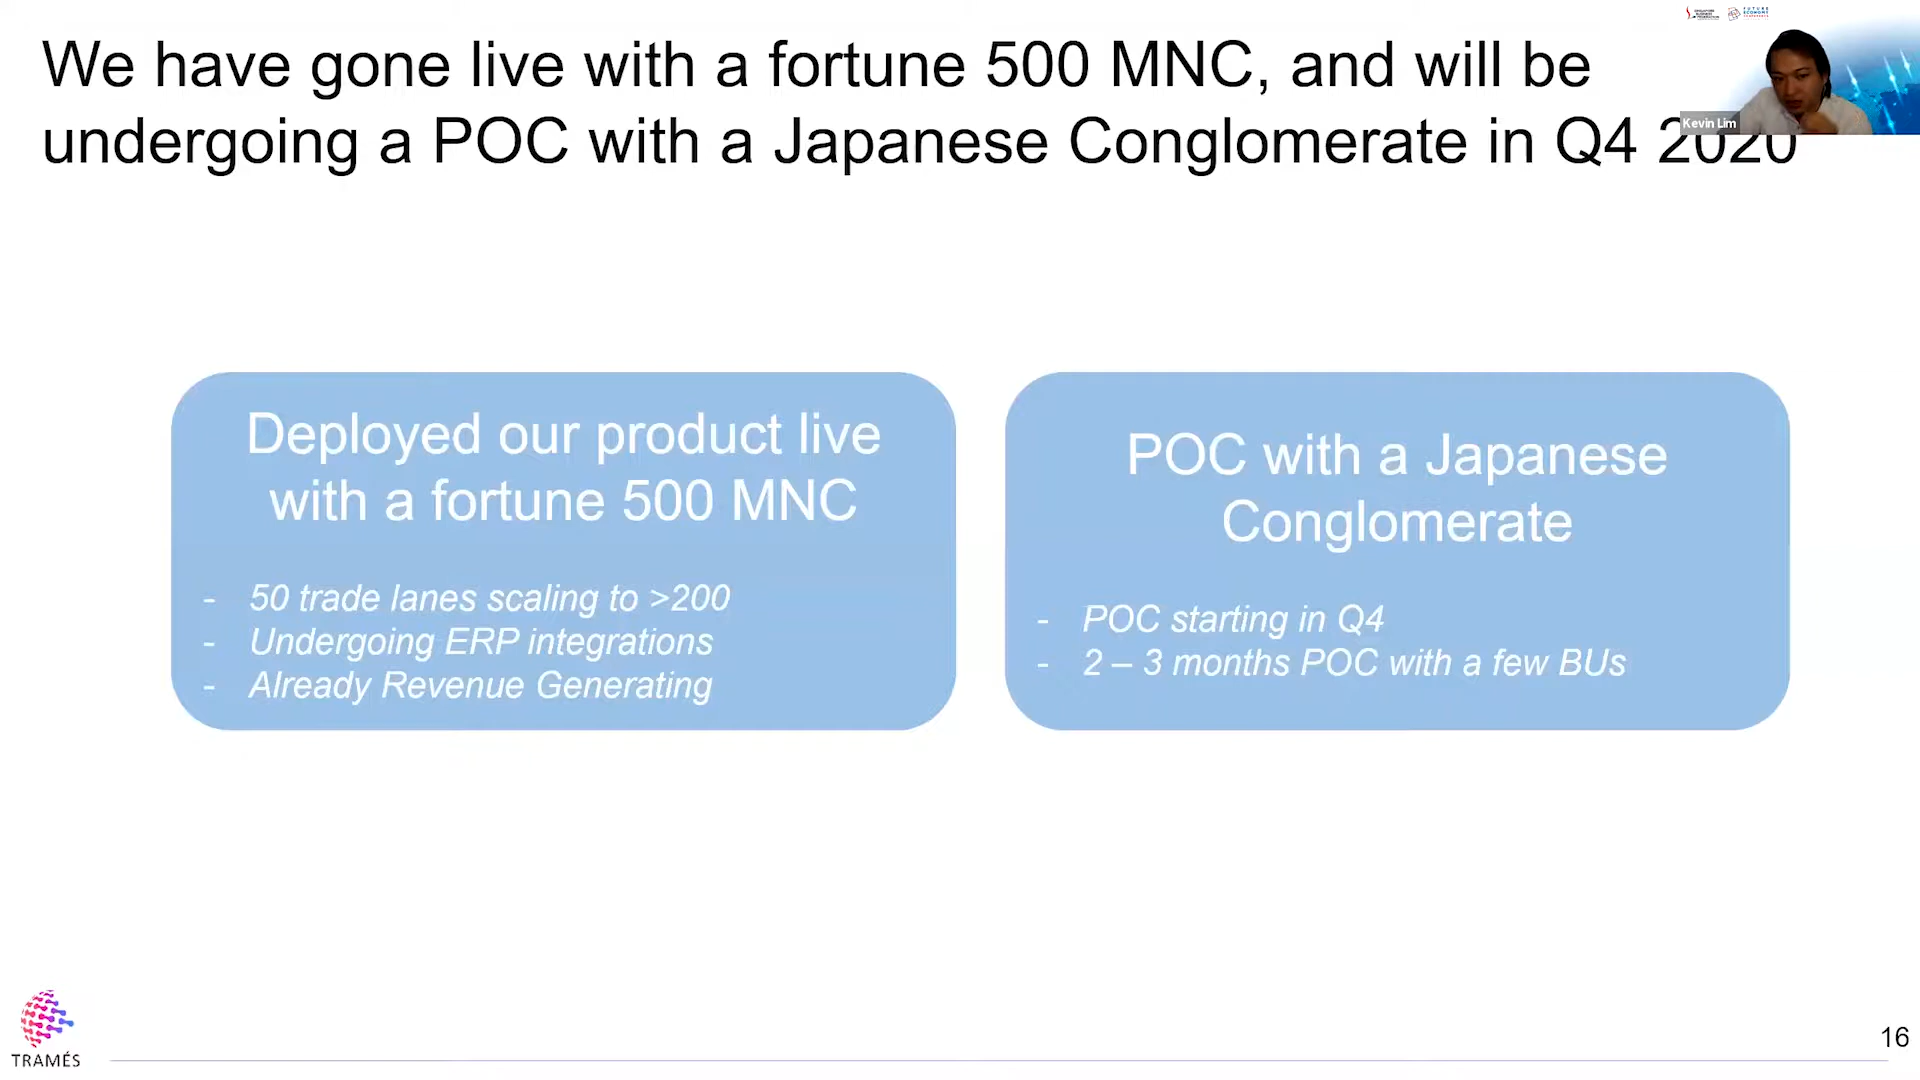 We have gone live with a fortune 500 MNC, and will be
undergoing a POC with a Japanese Conglomerate in Q4 2020
Kevin Lim
Deployed our product live
with a fortune 500 MNC
- 50 trade lanes scaling to >200
- Undergoing ERP integrations
- Already Revenue Generating
POC with a Japanese
Conglomerate
- POC starting in Q4
- 2 – 3 months POC with a few BUs
TRAMÉS
16